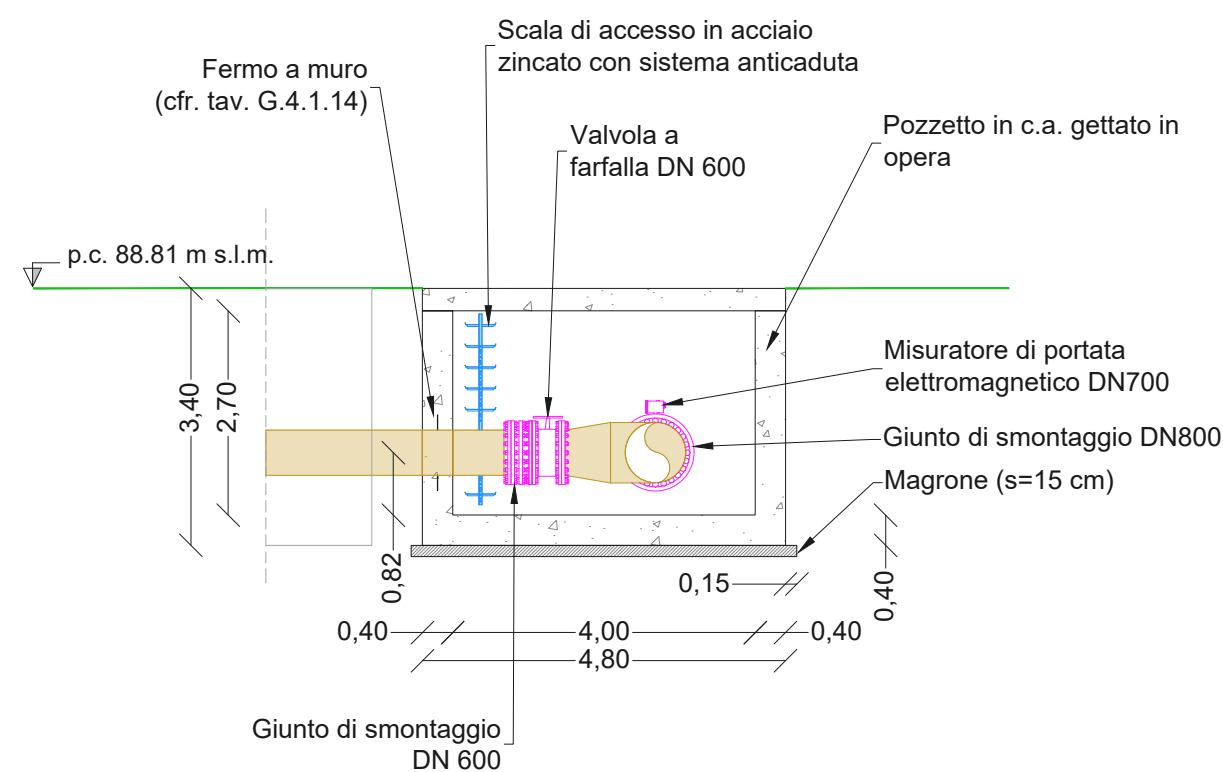 Scala di accesso in acciaio
zincato con sistema anticaduta
Fermo a muro
(cfr. tav. G.4.1.14)
Valvola a
farfalla DN 600
Pozzetto in c.a. gettato in
opera
p.c. 88.81 m s.l.m.
3,40
2,70
Misuratore di portata
elettromagnetico DN700
Giunto di smontaggio DN800
Magrone (s=15 cm)
0,82
0,15
0,40
0,40
4,00
0,40
4,80
Giunto di smontaggio
DN 600